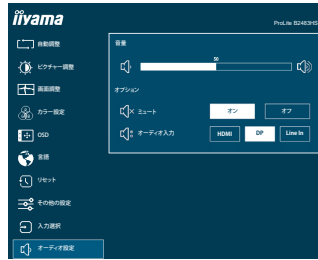 iiyama
ProLite B2483HS
自動調整
ピクチャー調整
画面調整
カラー設定
OSD
言語
リセット
その他の設定
入力選択
オーディオ設定
音量
50
オプション
ミュート
オン
オフ
オーディオ入力
HDMI
DP
Line In